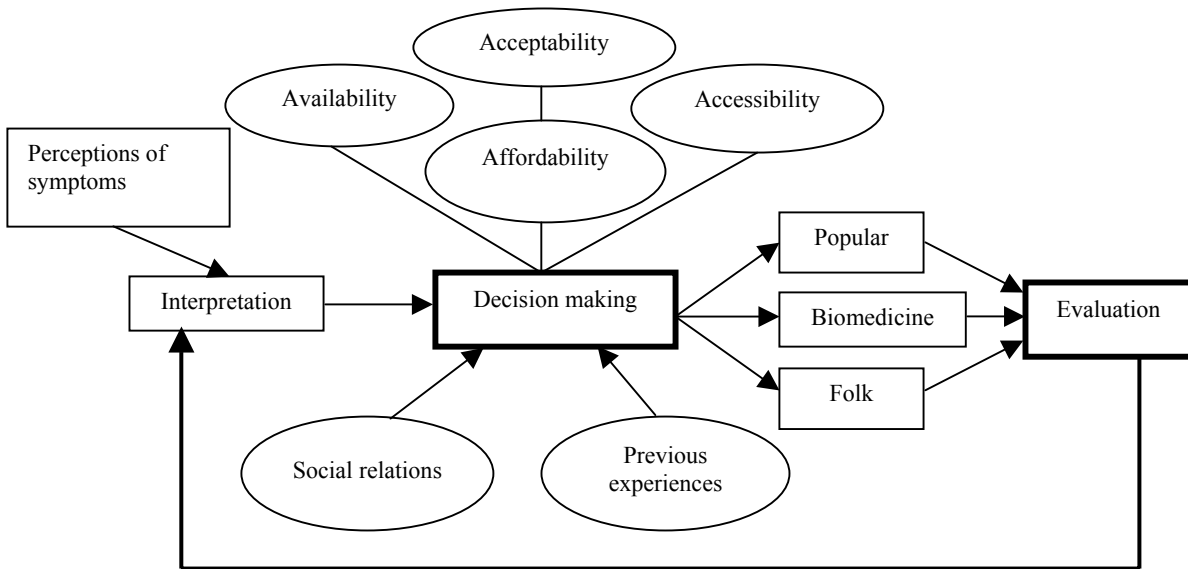 Acceptability
Availability
Accessibility
Affordability
Perceptions of
symptoms
Popular
Interpretation
Decision making
Biomedicine
Evaluation
Folk
Social relations
Previous
experiences